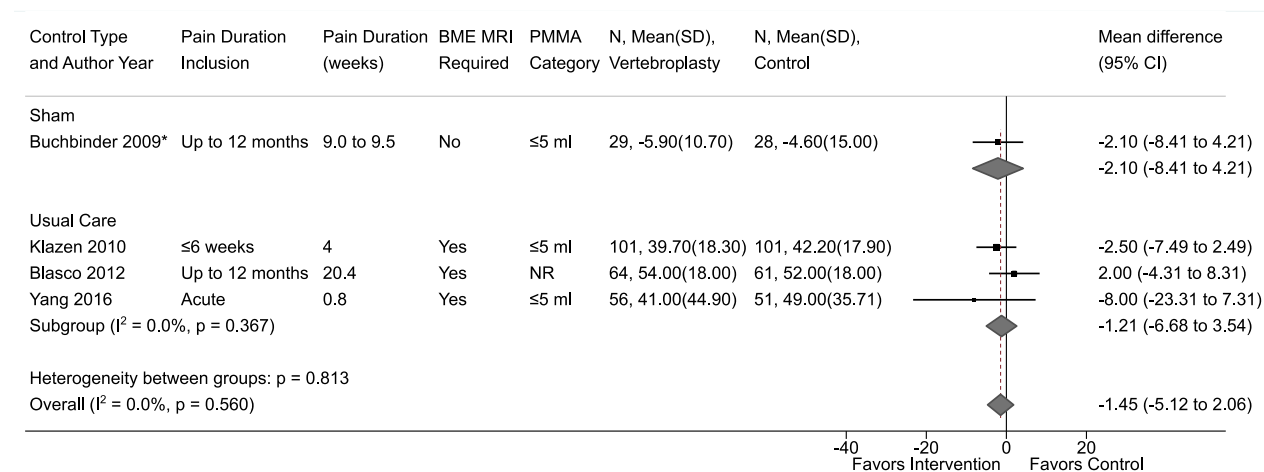 Control Type Pain Duration Pain Duration BME MRI PMMA N, Mean(SD), N, Mean(SD), Mean difference
and Author Year Inclusion (weeks) Required Category Vertebroplasty Control (95% CI)
Sham
Buchbinder 2009* Up to 12 months 9.0 to 9.5 No ≤5 ml 29, -5.90(10.70) 28, -4.60(15.00) -2.10 (-8.41 to 4.21)
-2.10 (-8.41 to 4.21)
Usual Care
Klazen 2010 ≤6 weeks 4 Yes ≤5 ml 101, 39.70(18.30) 101, 42.20(17.90) -2.50 (-7.49 to 2.49)
Blasco 2012 Up to 12 months 20.4 Yes NR 64, 54.00(18.00) 61, 52.00(18.00) 2.00 (-4.31 to 8.31)
Yang 2016 Acute 0.8 Yes ≤5 ml 56, 41.00(44.90) 51, 49.00(35.71) -8.00 (-23.31 to 7.31)
Subgroup (I² = 0.0%, p = 0.367) -1.21 (-6.68 to 3.54)
Heterogeneity between groups: p = 0.813
Overall (I² = 0.0%, p = 0.560) -1.45 (-5.12 to 2.06)
-40 -20 0 20
Favors Intervention Favors Control